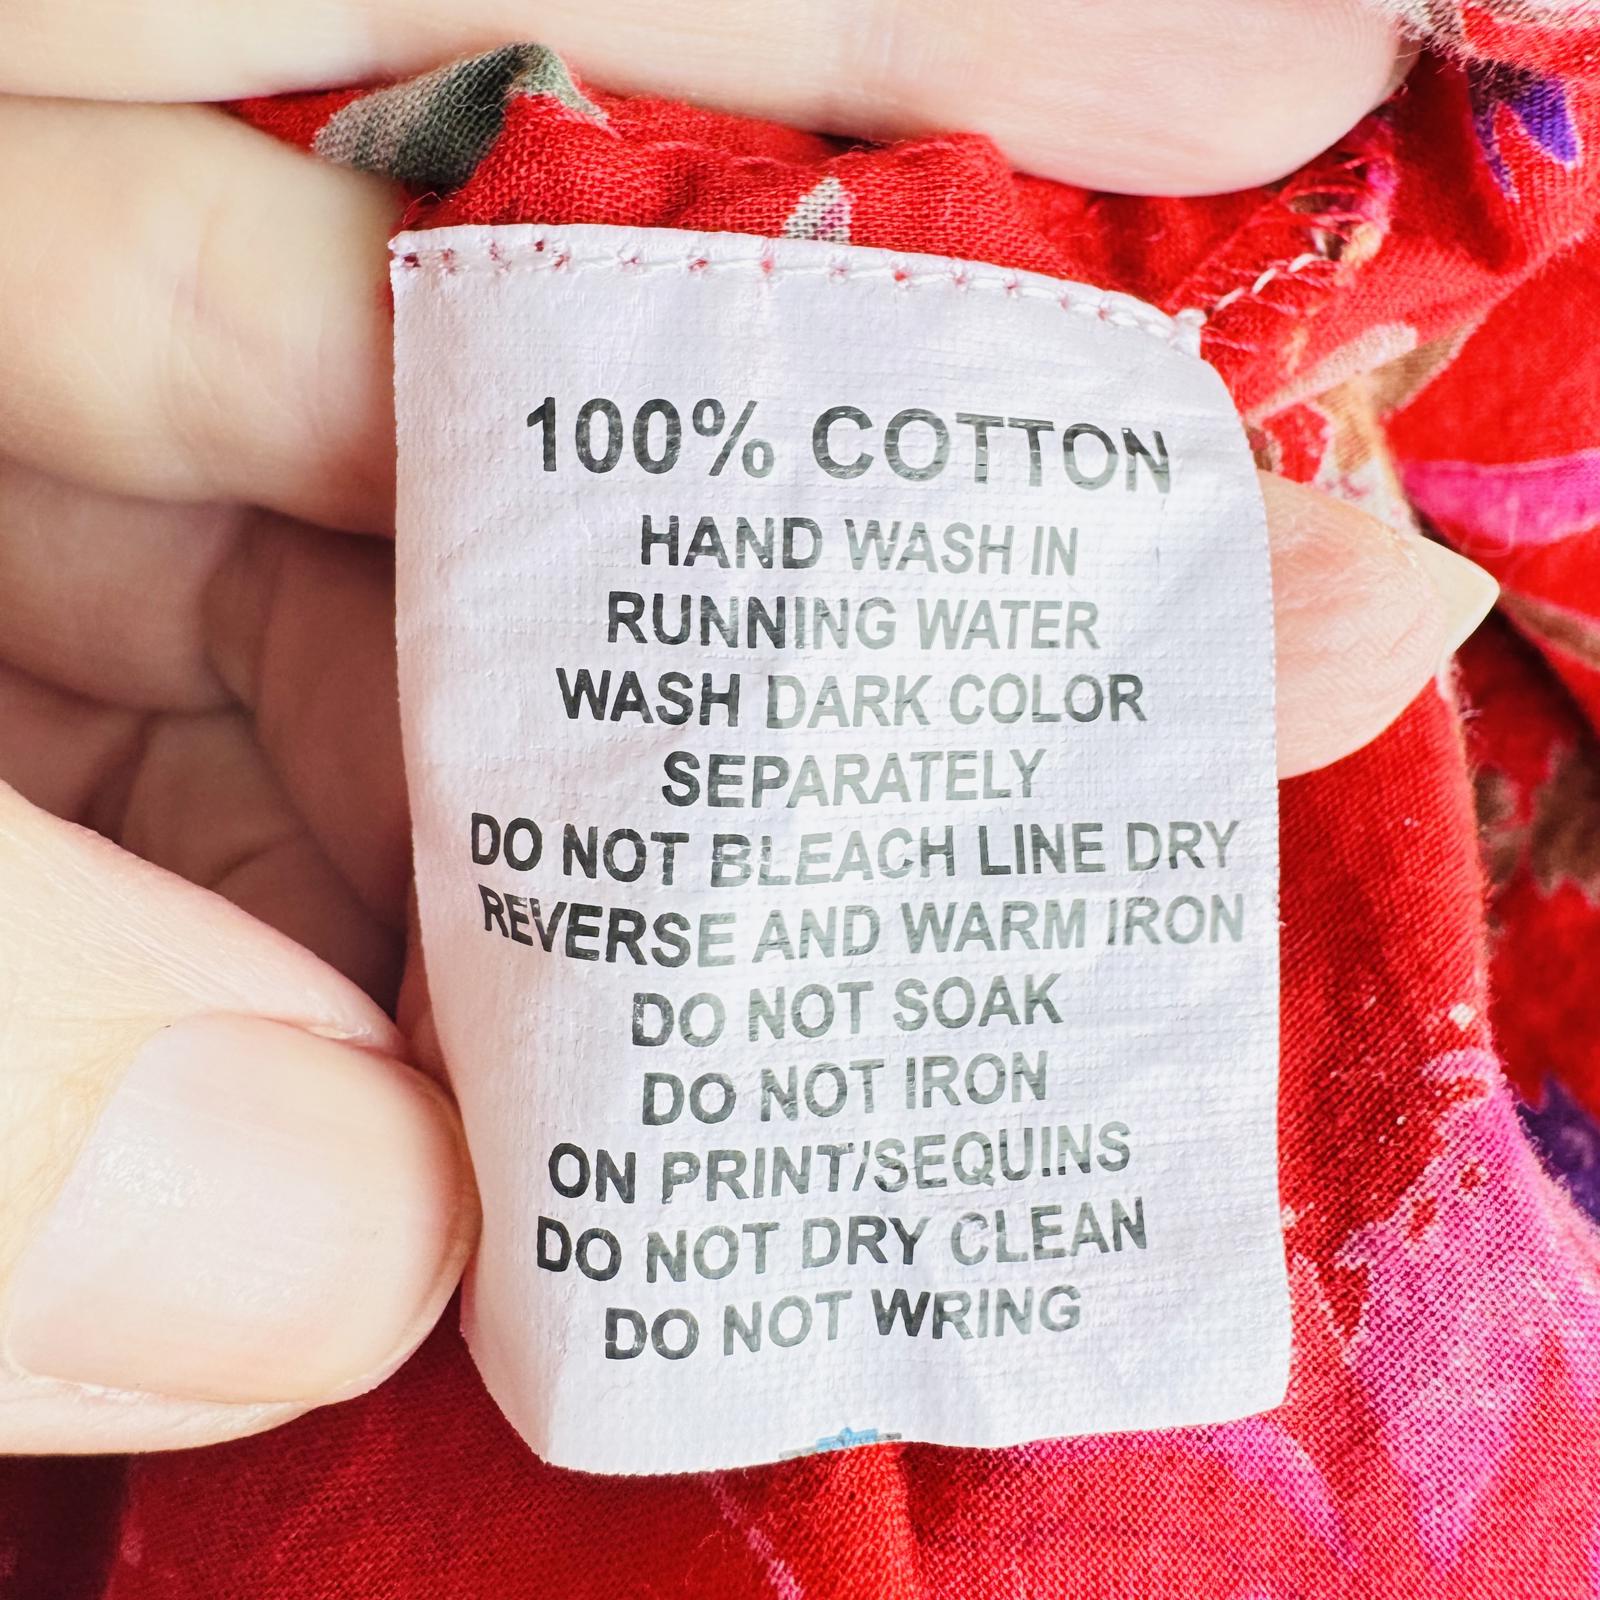 100% COTTON
HAND WASH IN
RUNNING WATER
WASH DARK COLOR
SEPARATELY
DO NOT BLEACH LINE DRY
REVERSE AND WARM IRON
DO NOT SOAK
DO NOT IRON
ON PRINT/SEQUINS
DO NOT DRY CLEAN
DO NOT WRING